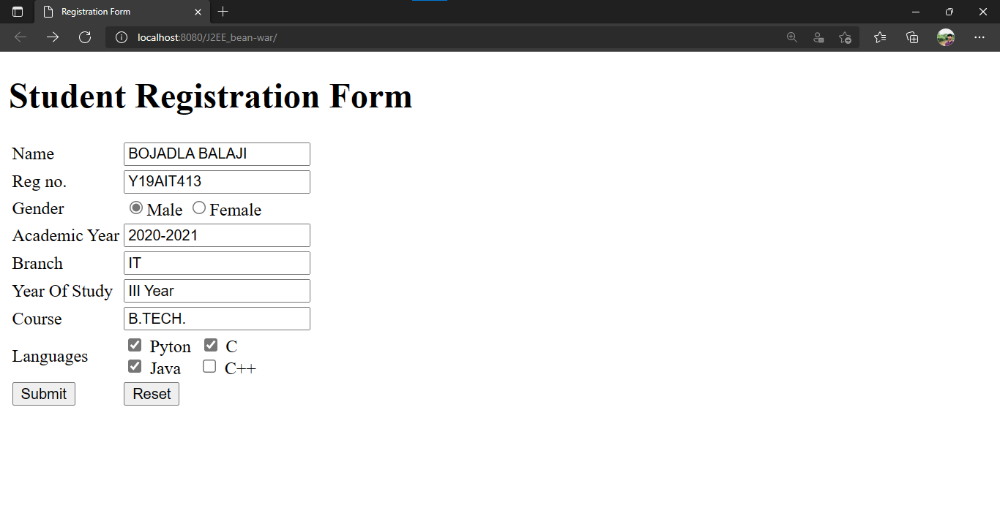 Registration Form
localhost:8080/J2EE_bean-war/
Student Registration Form
Name BOJADLA BALAJI
Reg no. Y19AIT413
Gender Male Female
Academic Year 2020-2021
Branch IT
Year Of Study III Year
Course B.TECH.
Languages Pyton C
Java C++
Submit Reset